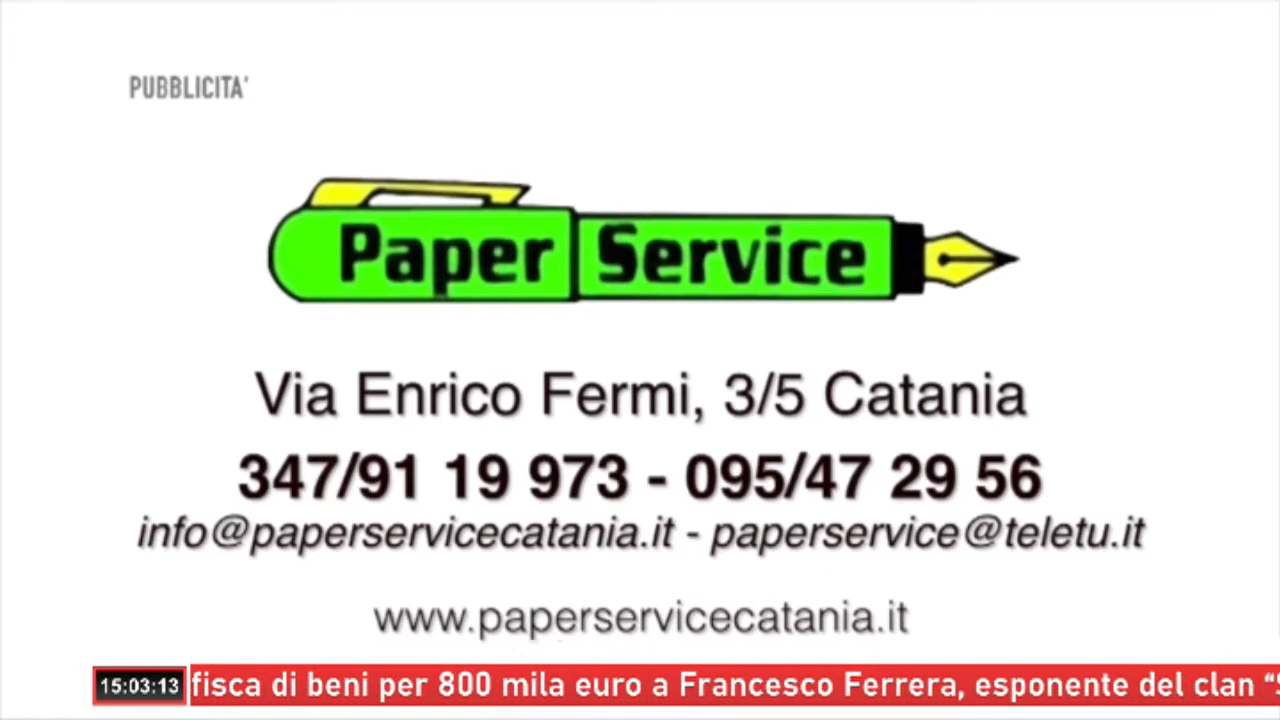 PUBBLICITA'
Paper Service
Via Enrico Fermi, 3/5 Catania
347/91 19 973 - 095/47 29 56
info@paperservicecatania.it - paperservice@teletu.it
www.paperservicecatania.it
15:03:13 fisca di beni per 800 mila euro a Francesco Ferrera, esponente del clan “